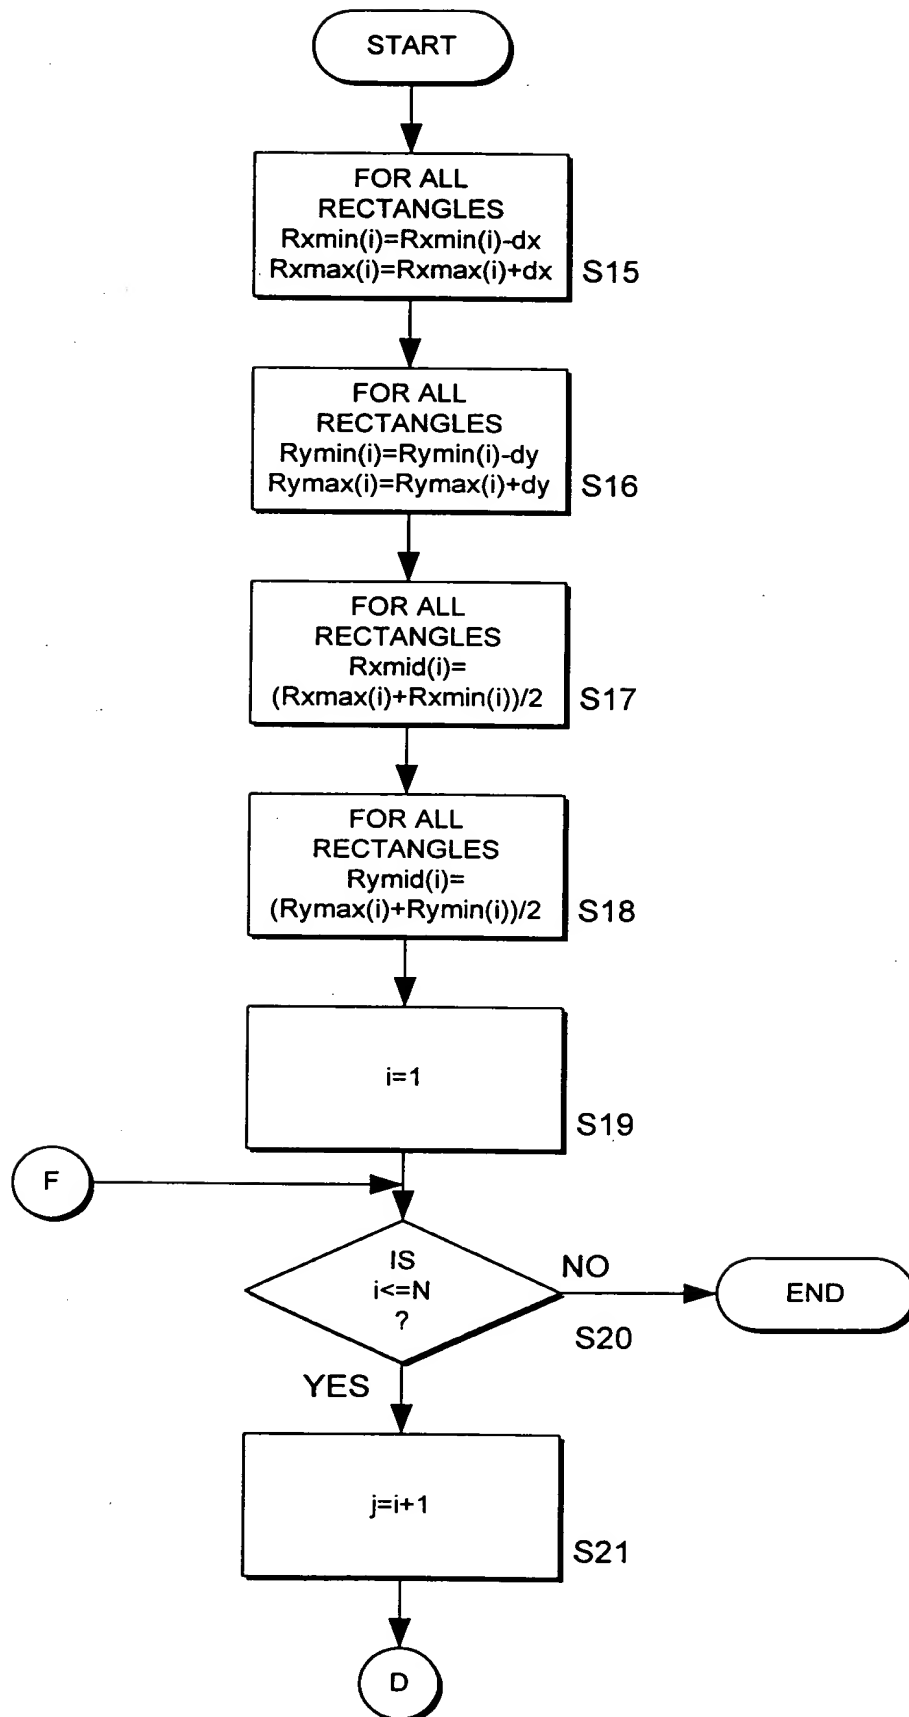 START
FOR ALL
RECTANGLES
Rxmin(i)=Rxmin(i)-dx
Rxmax(i)=Rxmax(i)+dx
S15
FOR ALL
RECTANGLES
Rymin(i)=Rymin(i)-dy
Rymax(i)=Rymax(i)+dy
S16
FOR ALL
RECTANGLES
Rxmid(i)=
(Rxmax(i)+Rxmin(i))/2
S17
FOR ALL
RECTANGLES
Rymid(i)=
(Rymax(i)+Rymin(i))/2
S18
i=1
S19
F
IS
i<=N
?
NO
END
S20
YES
j=i+1
S21
D